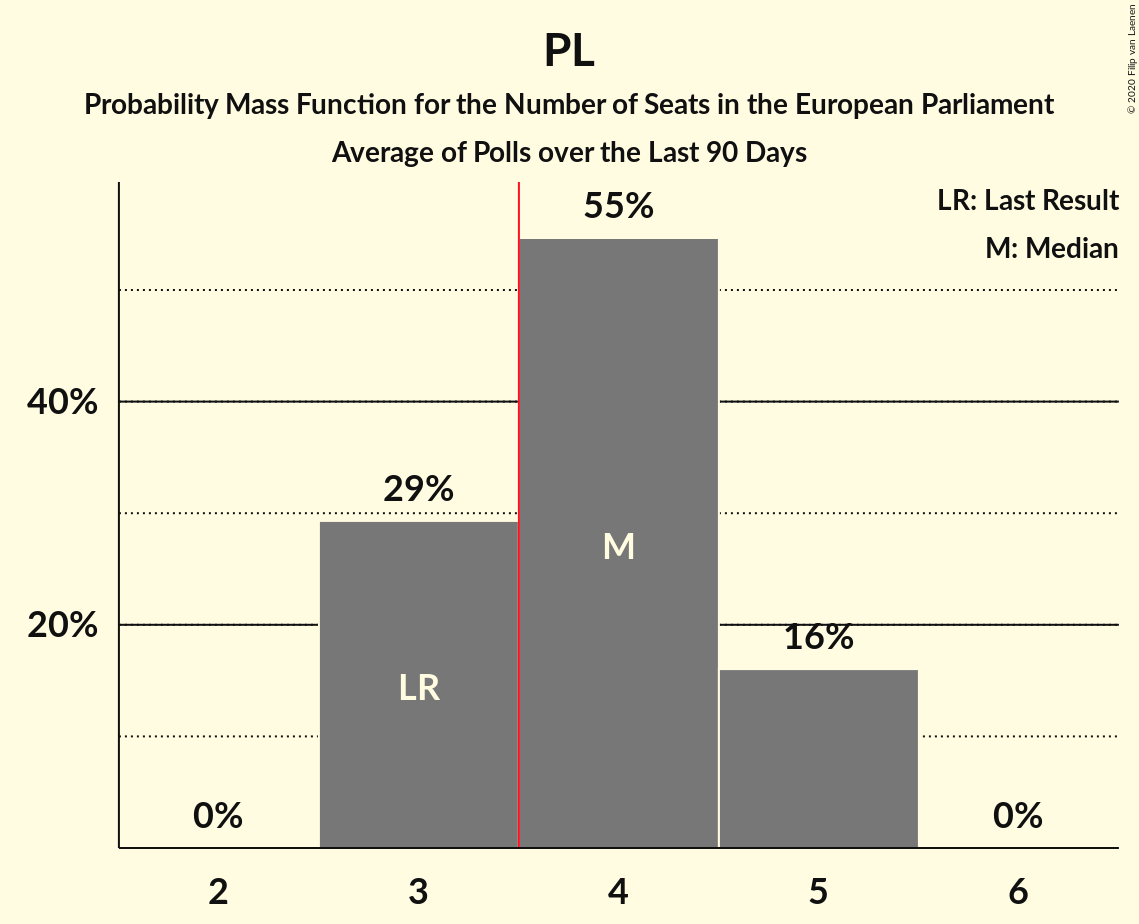 PL
Probability Mass Function for the Number of Seats in the European Parliament
Average of Polls over the Last 90 Days
© 2020 Filip van Laenen
LR: Last Result
M: Median
55%
40%
29%
M
20%
16%
LR
0%
0%
2
3
4
5
6